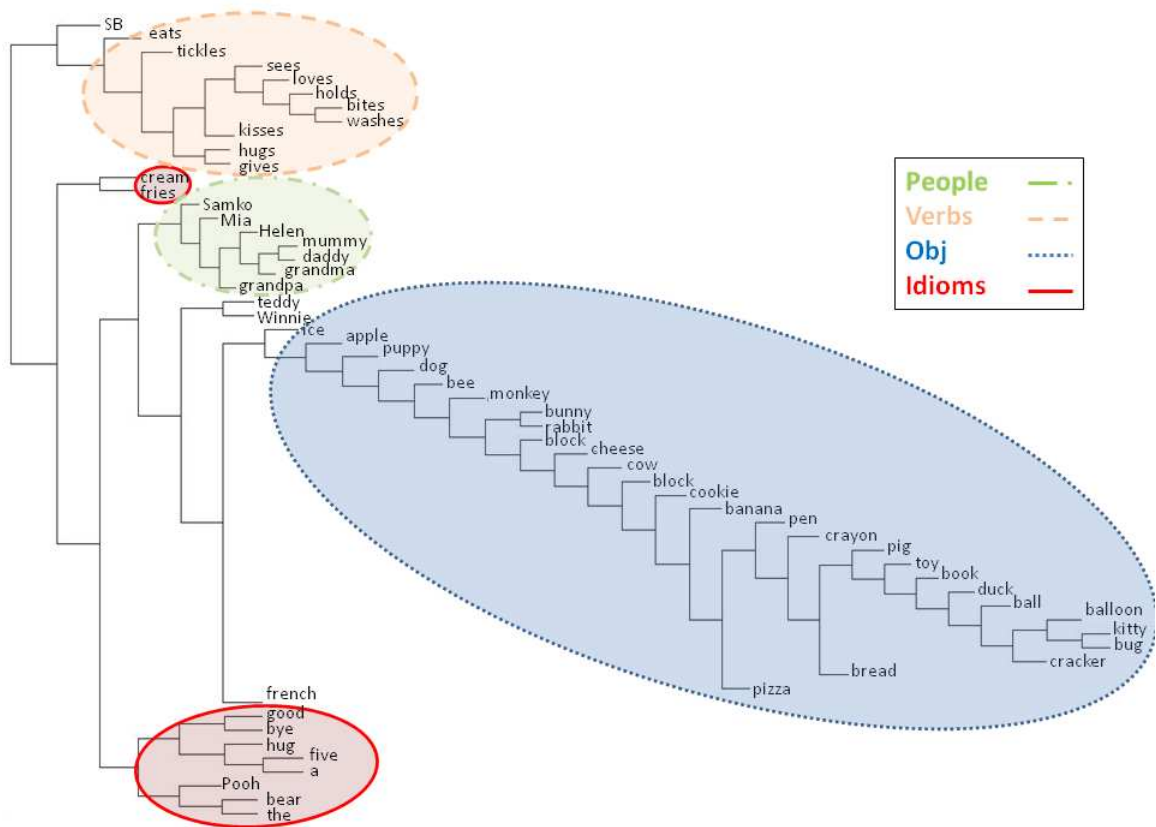 SB
eats
tickles
sees
loves
holds
bites
washes
kisses
hugs
gives
cream
fries
Samko
Mia
Helen
mummy
daddy
grandma
grandpa
teddy
Winnie
ice
apple
puppy
dog
bee
monkey
bunny
rabbit
block
cheese
cow
block
cookie
banana
pen
crayon
pig
toy
book
duck
ball
balloon
kitty
bug
cracker
bread
pizza
french
good
bye
hug
five
a
Pooh
bear
the
People
Verbs
Obj
Idioms